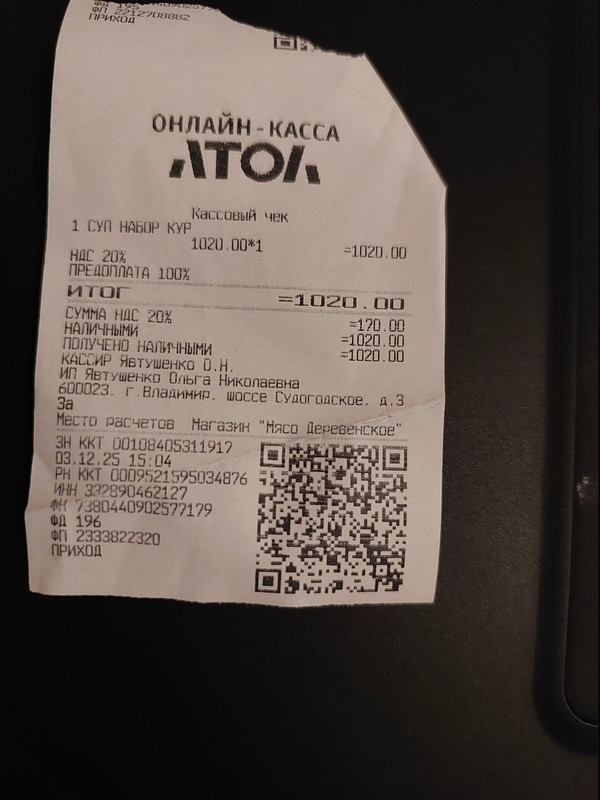 ФП 2212708882
ПРИХОД
ОНЛАЙН-КАССА
АТОЛ
Кассовый чек
1 СУП НАБОР КУР
1020.00*1 =1020.00
НДС 20%
ПРЕДОПЛАТА 100%
ИТОГ =1020.00
СУММА НДС 20% =170.00
НАЛИЧНЫМИ =1020.00
ПОЛУЧЕНО НАЛИЧНЫМИ =1020.00
КАССИР Явтушенко О.Н.
ИП Явтушенко Ольга Николаевна
600023, г.Владимир, шоссе Судогодское, д.3
3а
Место расчетов Магазин "Мясо Деревенское"
ЗН ККТ 00108405311917
03.12.25 15:04
РН ККТ 0009521595034876
ИНН 332890462127
ФН 7380440902577179
ФД 196
ФП 2333822320
ПРИХОД